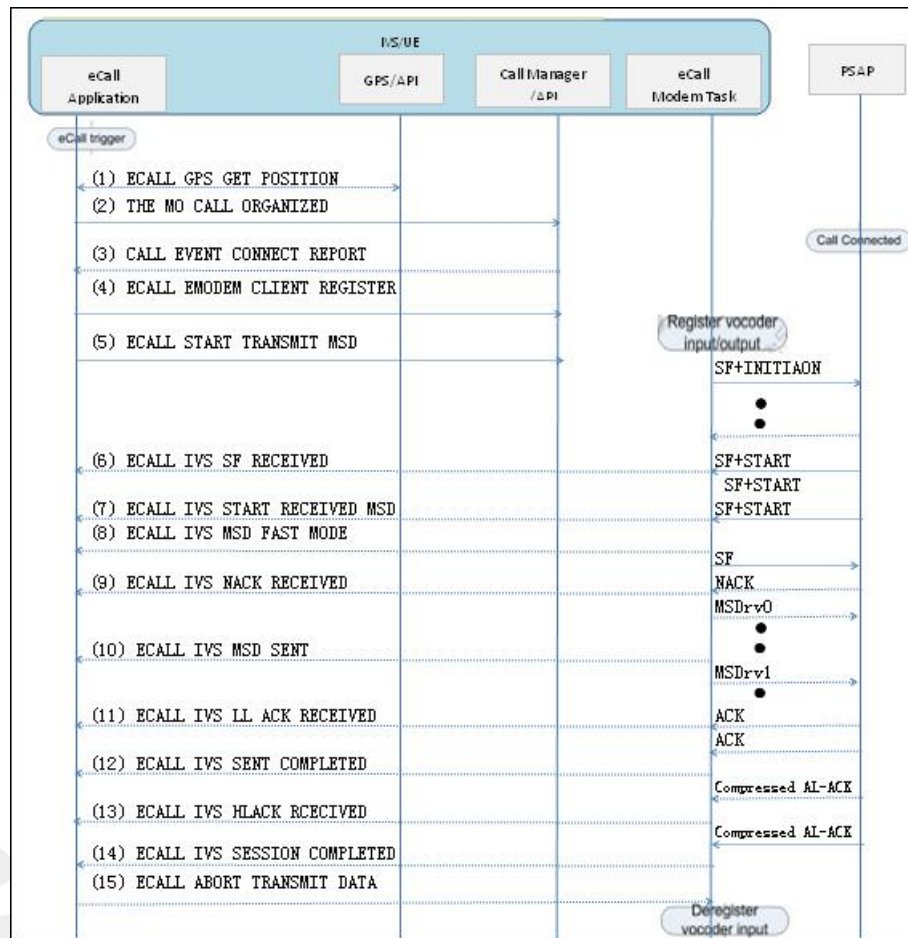 IVS/UE
eCall
Application
GPS/API
Call Manager
/API
eCall
Modem Task
PSAP
eCall trigger
(1) ECALL GPS GET POSITION
(2) THE MO CALL ORGANIZED
Call Connected
(3) CALL EVENT CONNECT REPORT
(4) ECALL EMODEM CLIENT REGISTER
Register vocoder
input/output
(5) ECALL START TRANSMIT MSD
SF+INITIAON
(6) ECALL IVS SF RECEIVED
SF+START
SF+START
(7) ECALL IVS START RECEIVED MSD
SF+START
(8) ECALL IVS MSD FAST MODE
SF
(9) ECALL IVS NACK RECEIVED
NACK
MSDrv0
(10) ECALL IVS MSD SENT
MSDrv1
(11) ECALL IVS LL ACK RECEIVED
ACK
ACK
(12) ECALL IVS SENT COMPLETED
Compressed AL-ACK
(13) ECALL IVS HLACK RCECIVED
Compressed AL-ACK
(14) ECALL IVS SESSION COMPLETED
(15) ECALL ABORT TRANSMIT DATA
Deregister
vocoder input